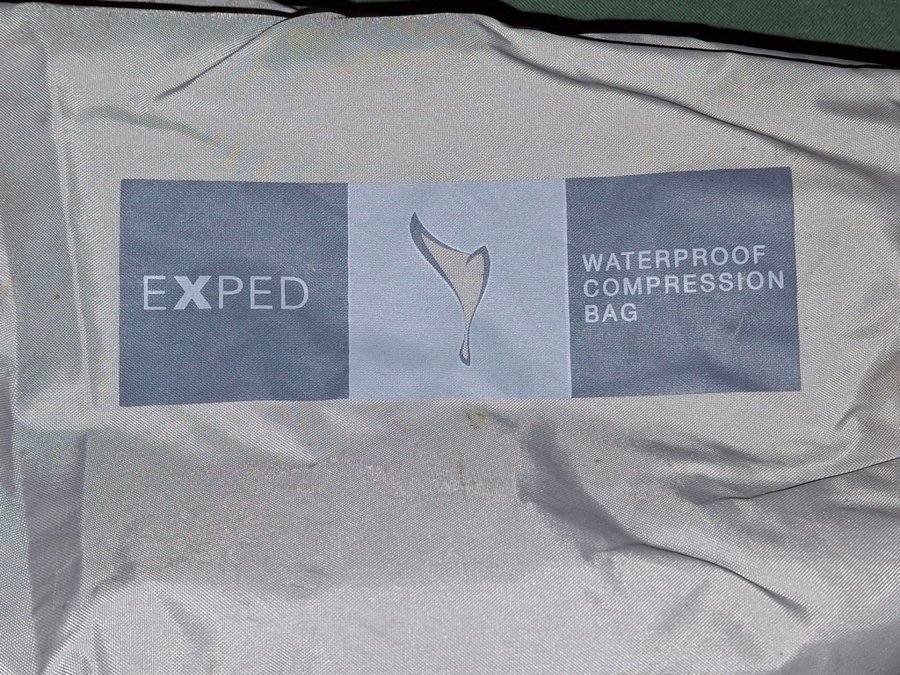 EXPED
WATERPROOF
COMPRESSION
BAG